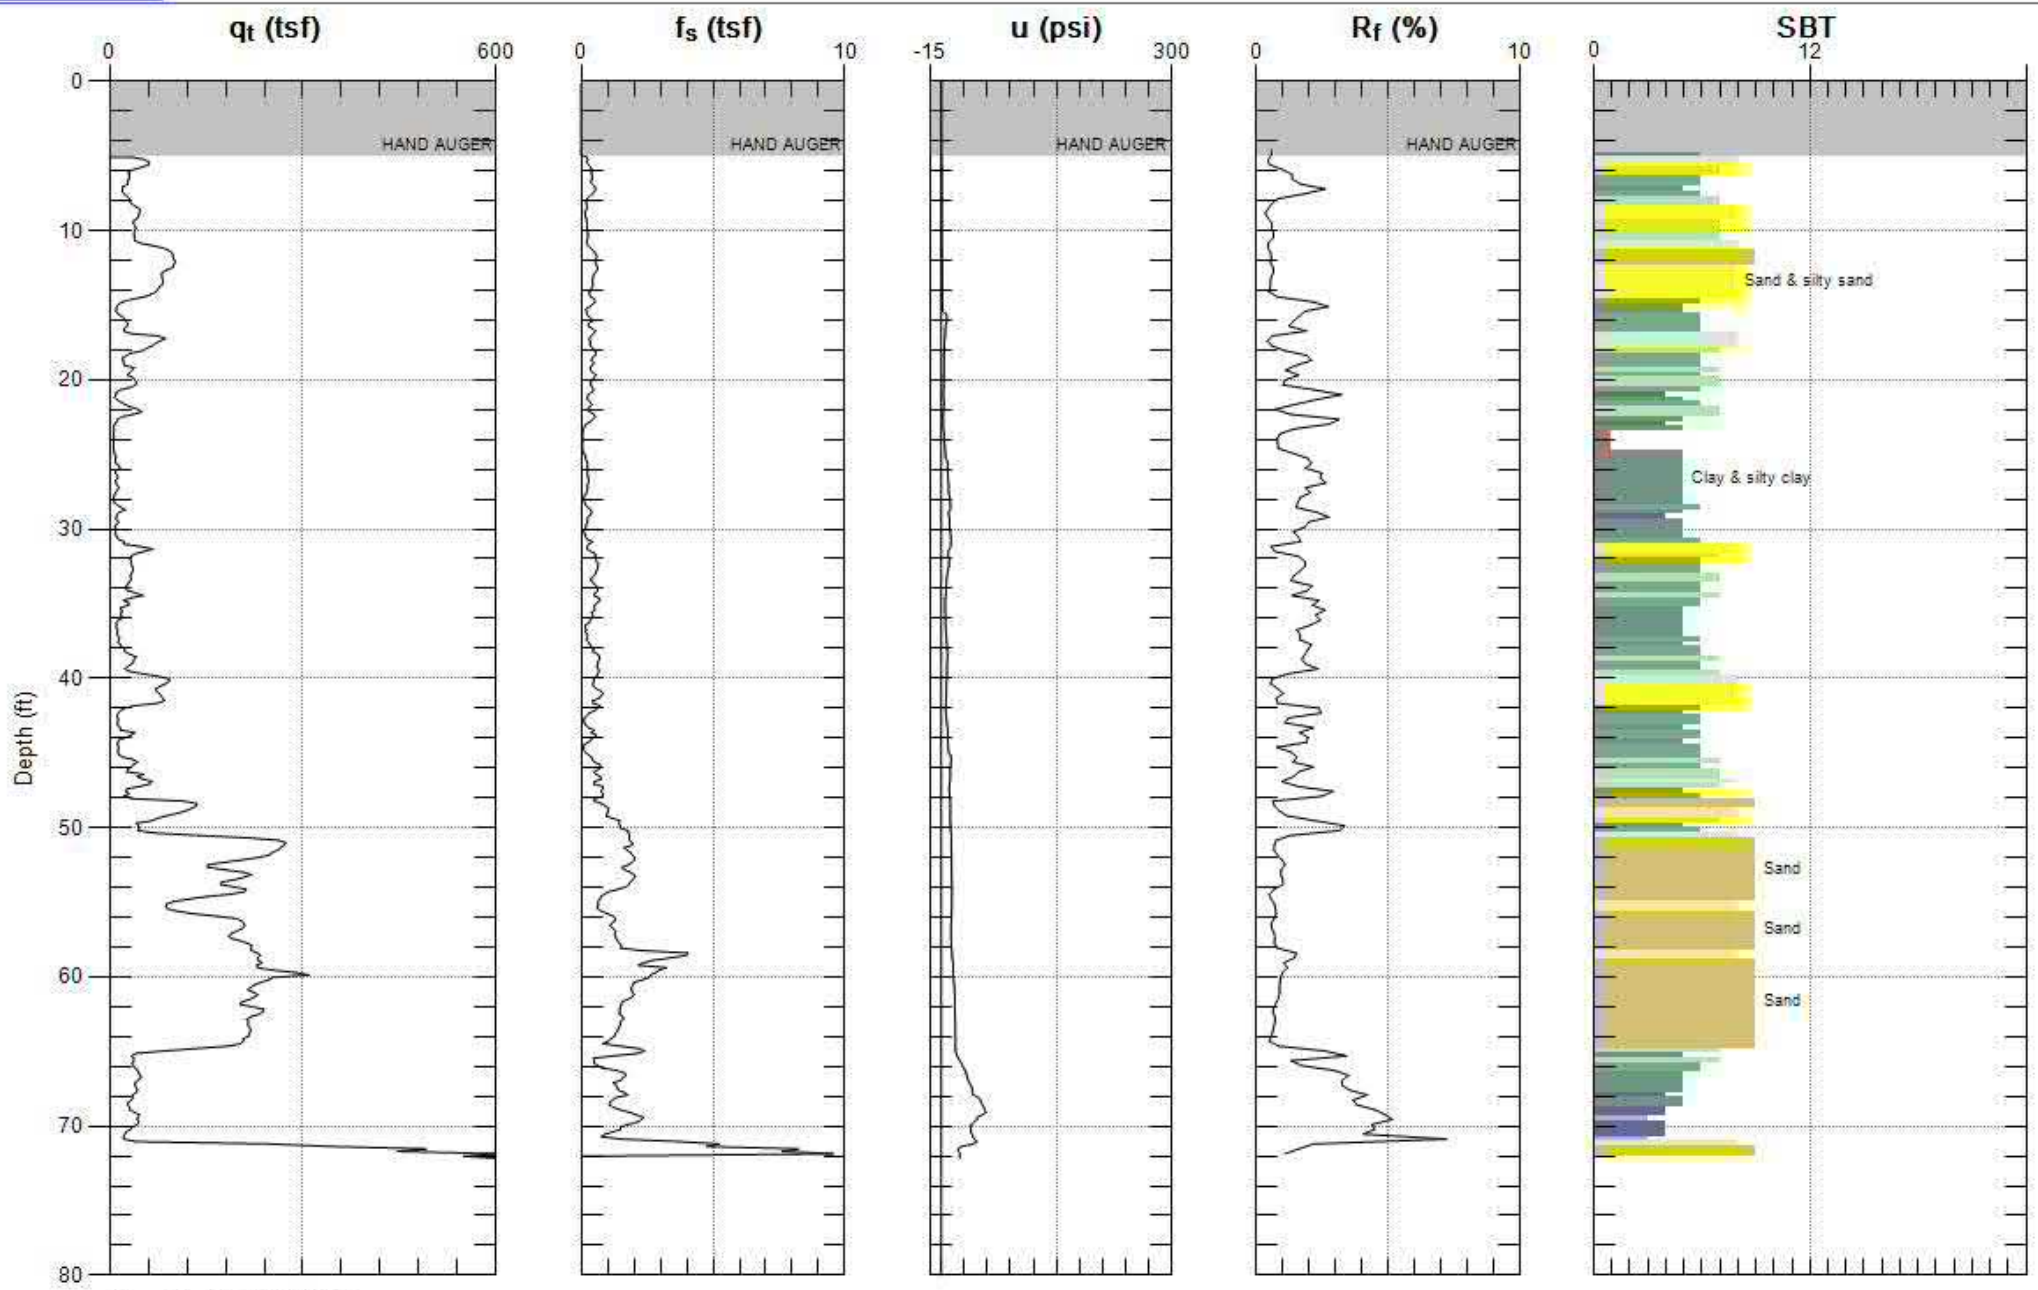 qt (tsf) fs (tsf) u (psi) Rf (%) SBT
0 600 0 10 -15 300 0 10 0 12
0
HAND AUGER HAND AUGER HAND AUGER HAND AUGER
10
Sand & silty sand
20
Clay & silty clay
30
40
Depth (ft)
50
Sand
Sand
60
Sand
70
80